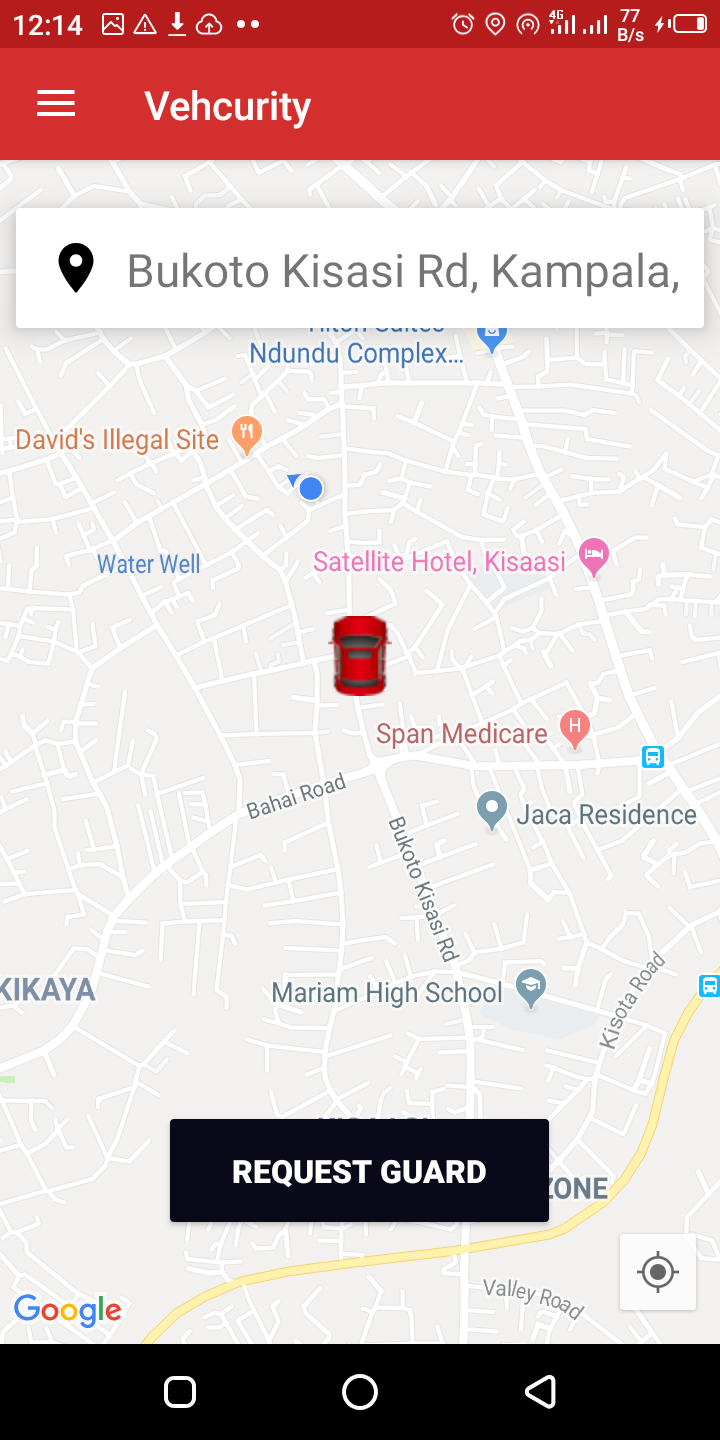 12:14
4G
77
B/s
Vehcurity
Bukoto Kisasi Rd, Kampala,
Ndundu Complex...
David's Illegal Site
Water Well
Satellite Hotel, Kisaasi
H
Span Medicare
Bahai Road
Jaca Residence
Bukoto Kisasi Rd
KIKAYA
Mariam High School
Kisota Road
REQUEST GUARD
ZONE
Google
Valley Road